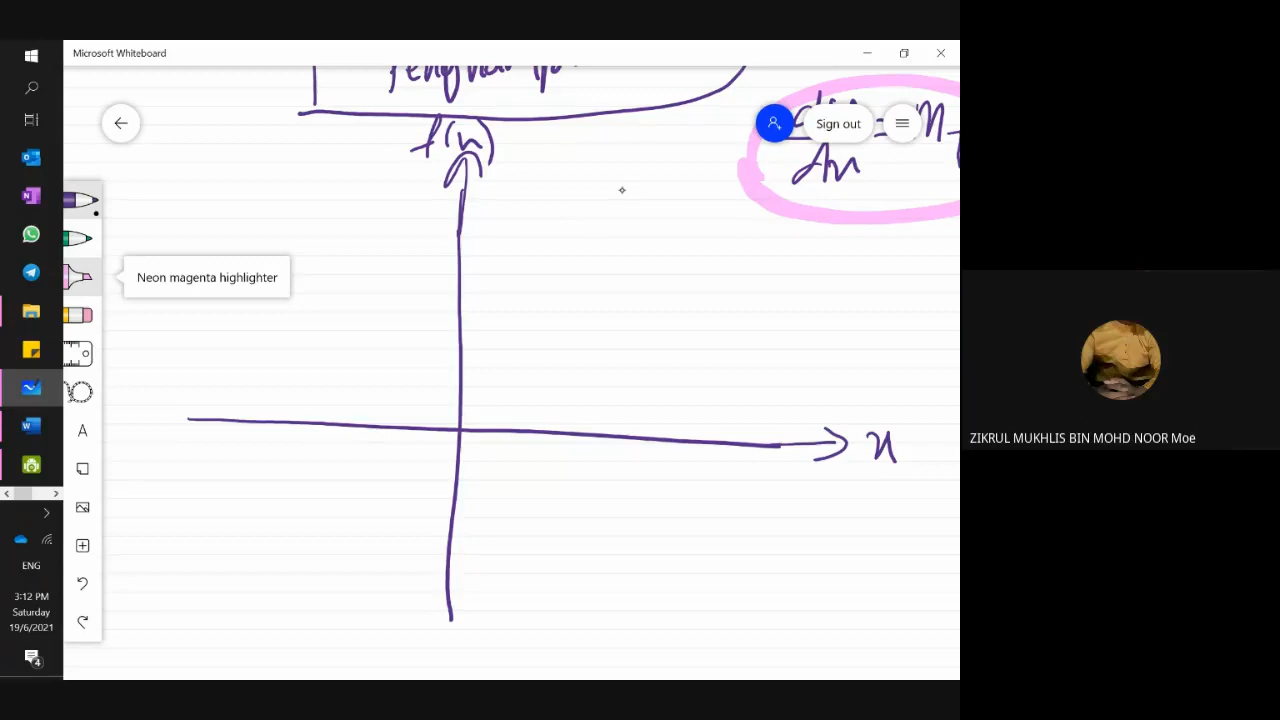 Microsoft Whiteboard
Sign out
f(x)
Neon magenta highlighter
x
ZIKRUL MUKHLIS BIN MOHD NOOR Moe
ENG
3:12 PM
Saturday
19/6/2021
4